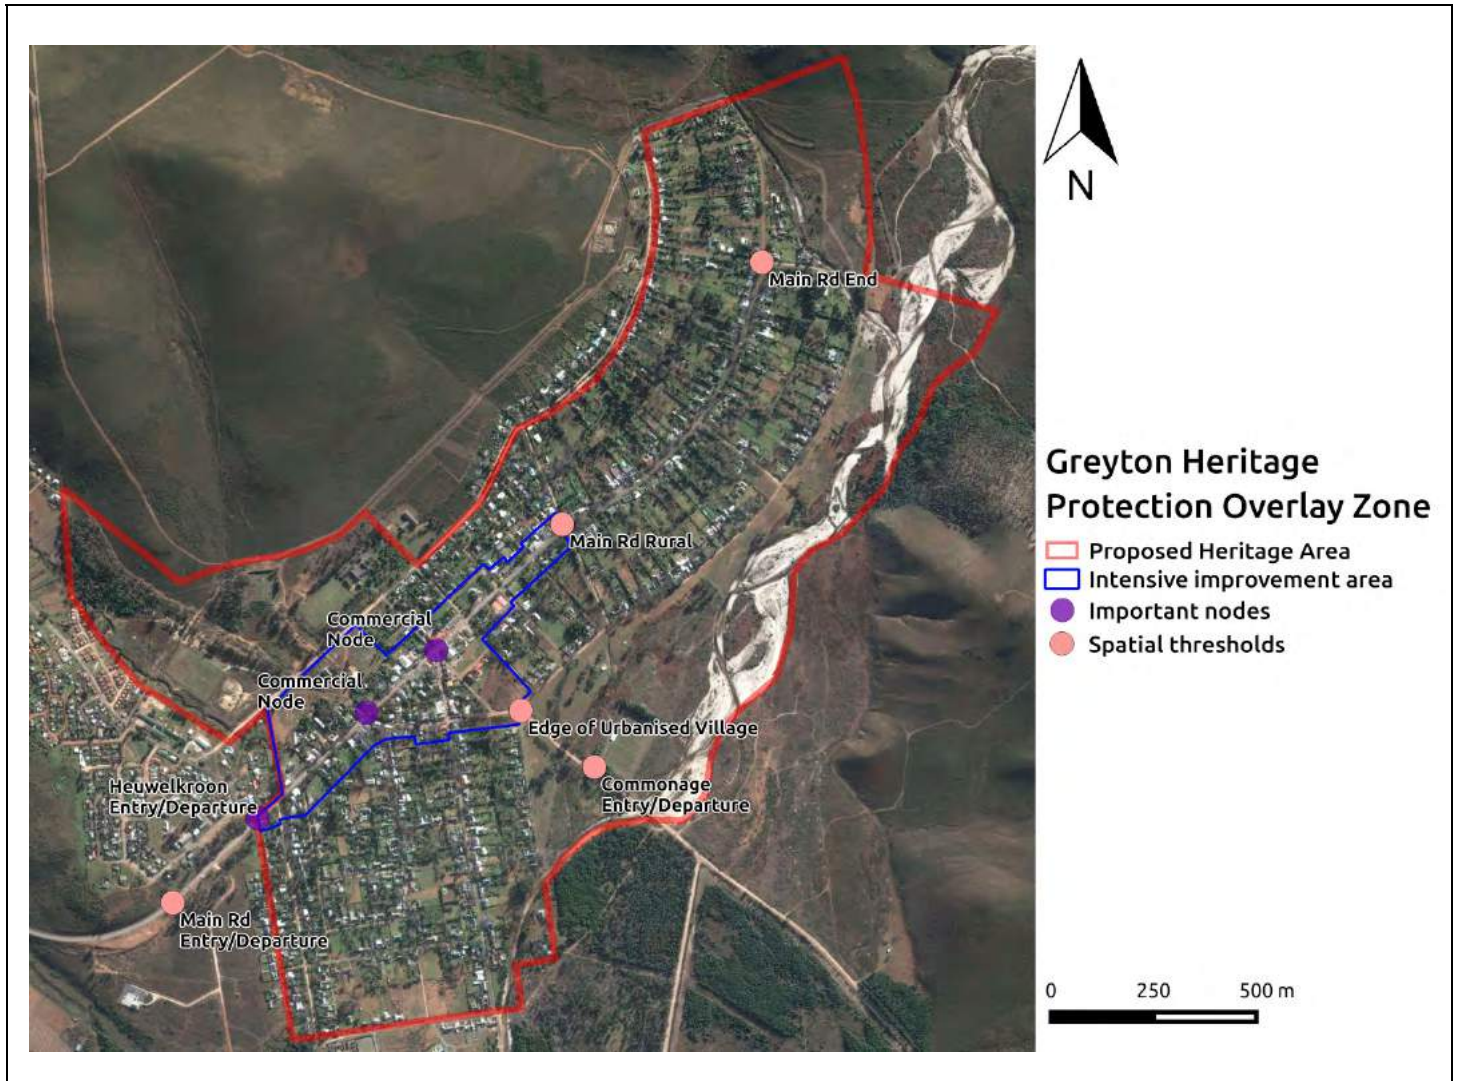 N
Main Rd End
Greyton Heritage
Protection Overlay Zone
Proposed Heritage Area
Intensive improvement area
Important nodes
Spatial thresholds
Main Rd Rural
Commercial
Node
Commercial
Node
Edge of Urbanised Village
Heuwelkroon
Entry/Departure
Commonage
Entry/Departure
Main Rd
Entry/Departure
0 250 500 m